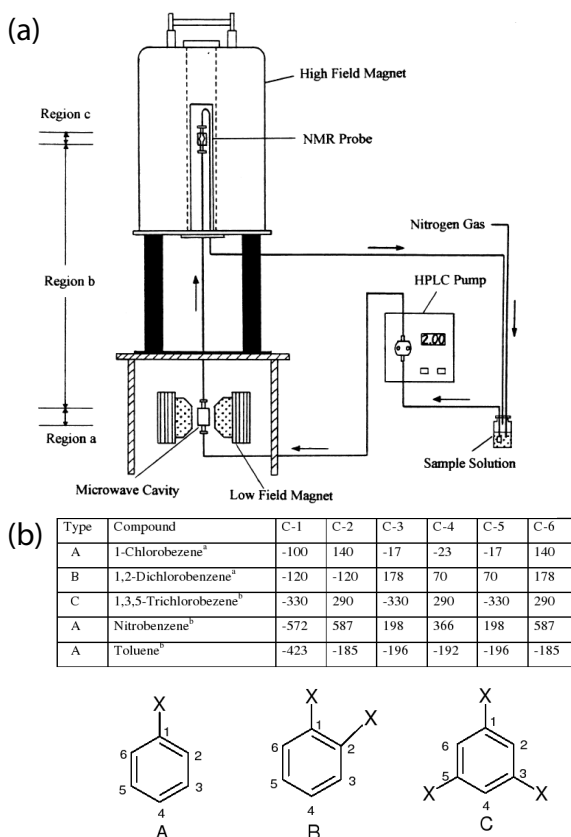 (a)
High Field Magnet
Region c
NMR Probe
Nitrogen Gas
HPLC Pump
Region b
2.00
Region a
Sample Solution
Microwave Cavity
Low Field Magnet
(b)
Type Compound C-1 C-2 C-3 C-4 C-5 C-6
A 1-Chlorobezene^a -100 140 -17 -23 -17 140
B 1,2-Dichlorobenzene^a -120 -120 178 70 70 178
C 1,3,5-Trichlorobezene^b -330 290 -330 290 -330 290
A Nitrobenzene^b -572 587 198 366 198 587
A Toluene^b -423 -185 -196 -192 -196 -185
X
1
6 2
5 3
4
A
X
X
1
6 2
5 3
4
B
X
1
6 2
5 3
X X
4
C